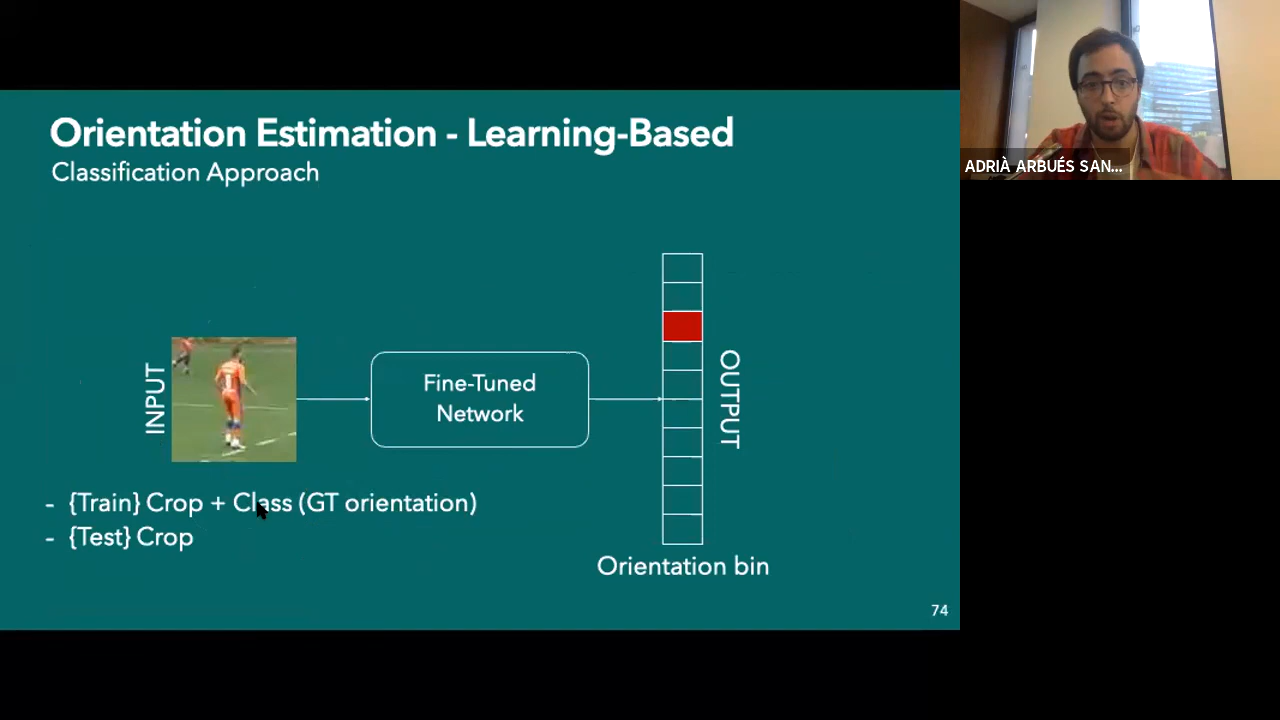 Orientation Estimation - Learning-Based
Classification Approach
ADRIÀ ARBUÉS SAN...
INPUT
Fine-Tuned
Network
OUTPUT
- {Train} Crop + Class (GT orientation)
- {Test} Crop
Orientation bin
74